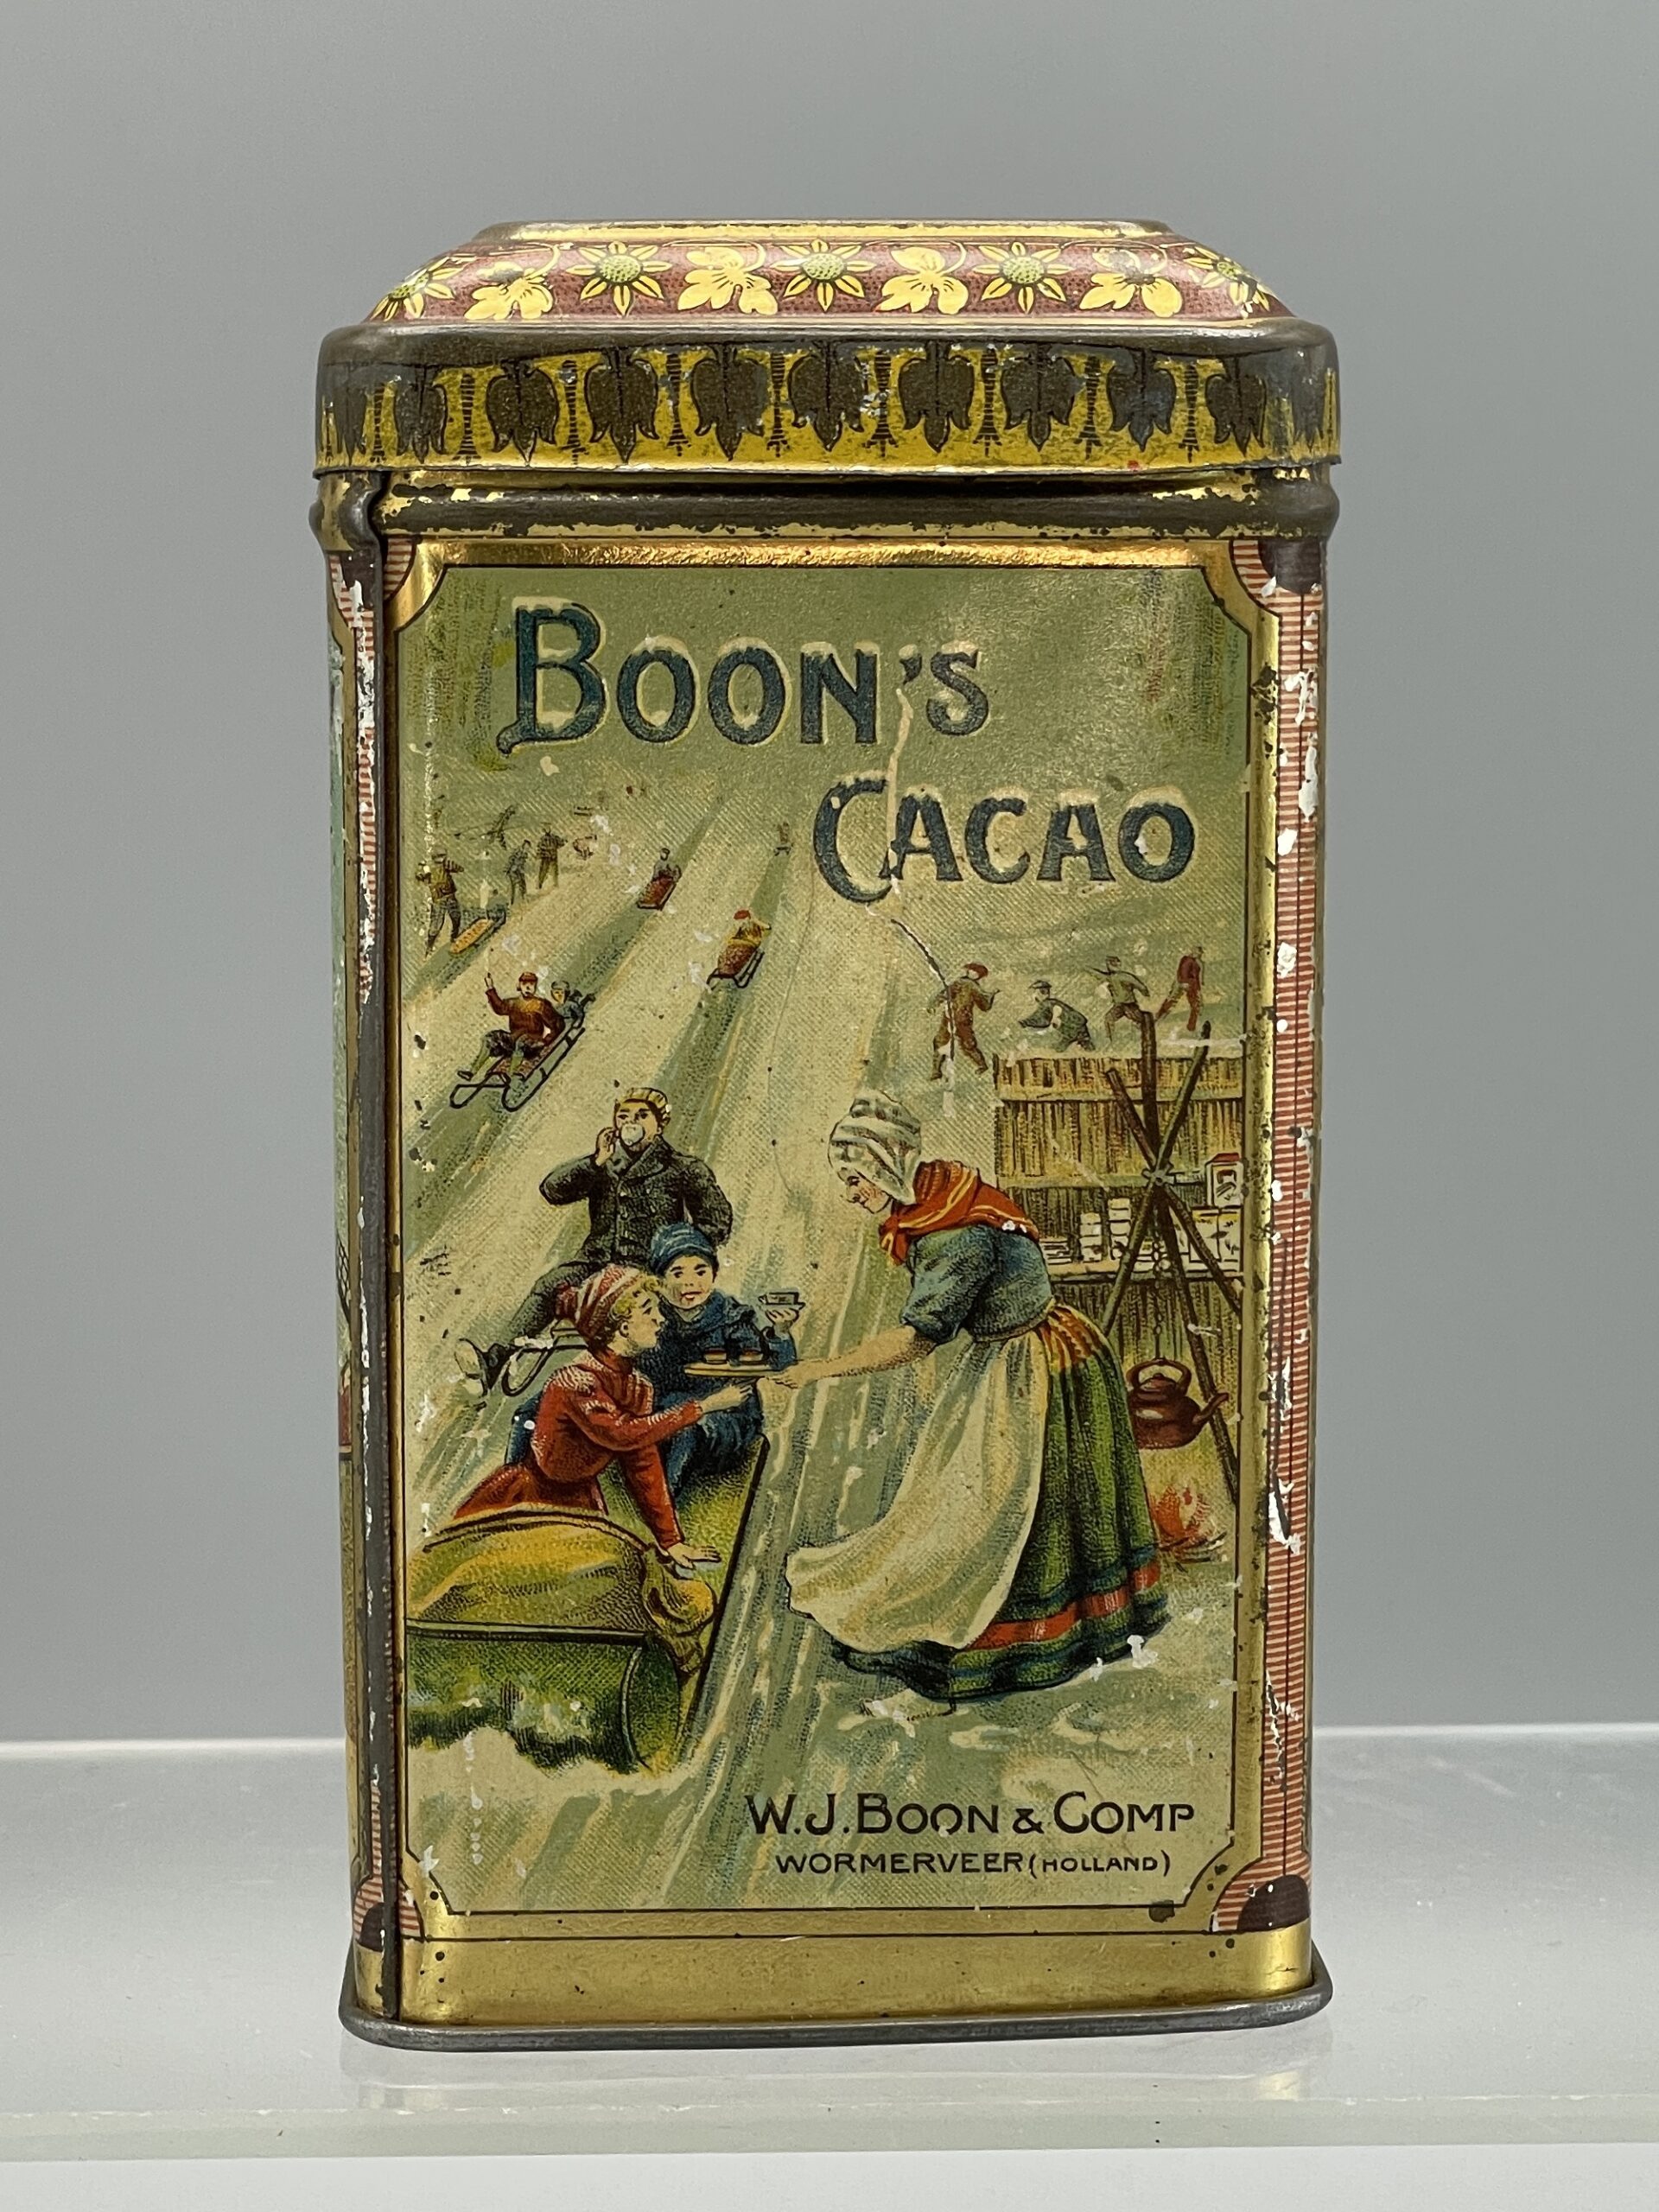 BOON'S
CACAO
W.J. BOON & COMP
WORMERVEER (HOLLAND)